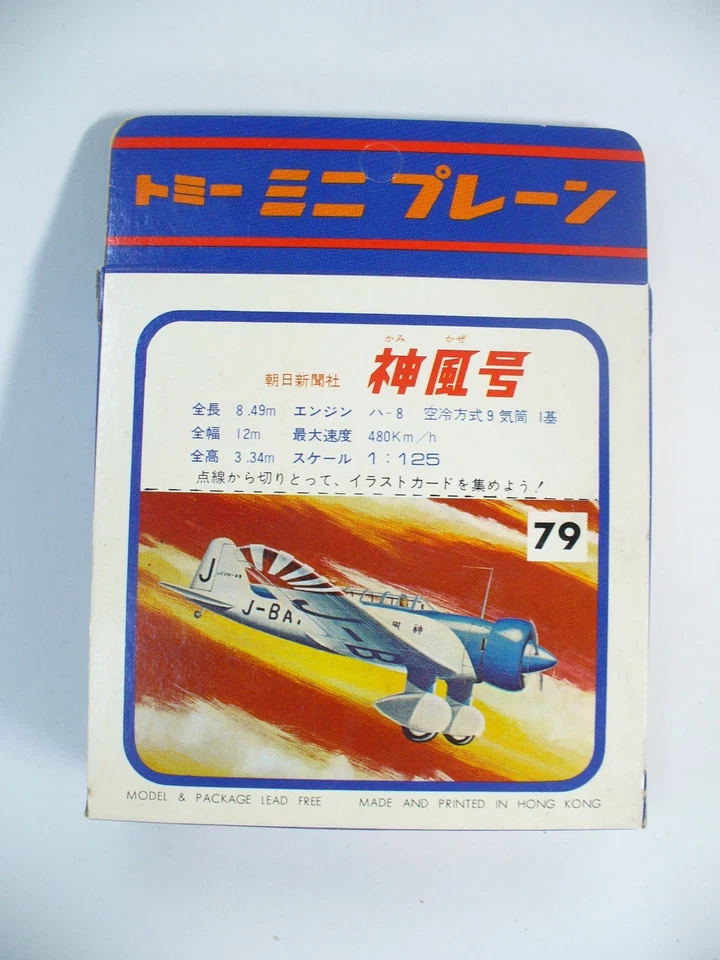 トミー ミニ プレーン
かみ かぜ
朝日新聞社 神風号
全長 8.49m エンジン ハ-8 空冷方式9気筒 1基
全幅 12m 最大速度 480Km/h
全高 3.34m スケール 1:125
点線から切りとって、イラストカードを集めよう!
79
J
J-BA
J-B
風神
MODEL & PACKAGE LEAD FREE MADE AND PRINTED IN HONG KONG